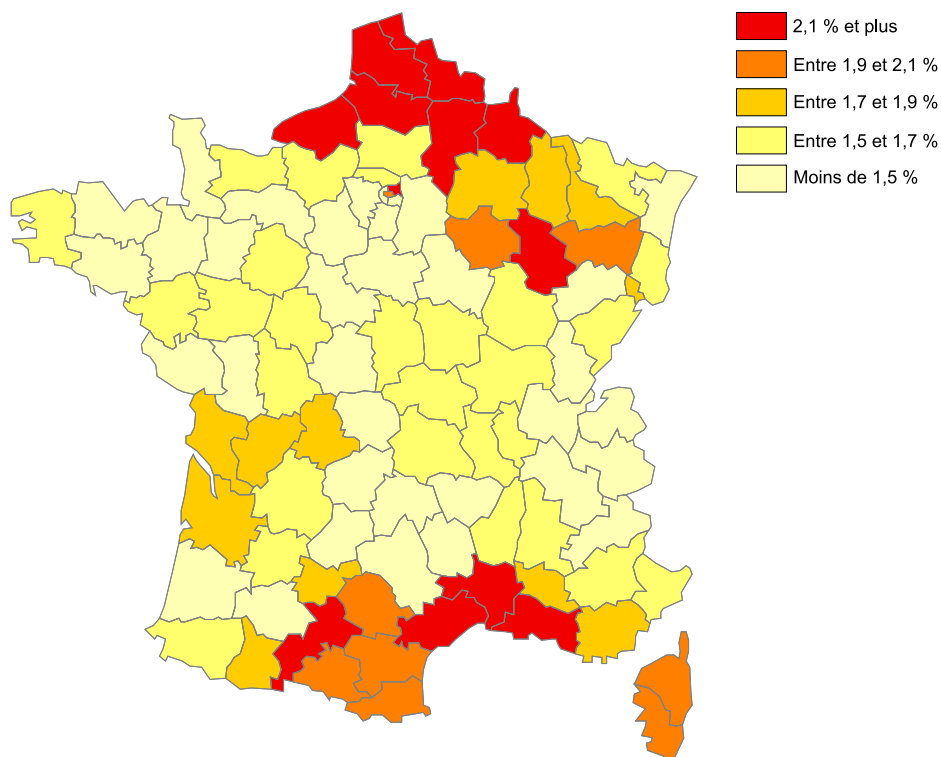 2,1 % et plus
Entre 1,9 et 2,1 %
Entre 1,7 et 1,9 %
Entre 1,5 et 1,7 %
Moins de 1,5 %